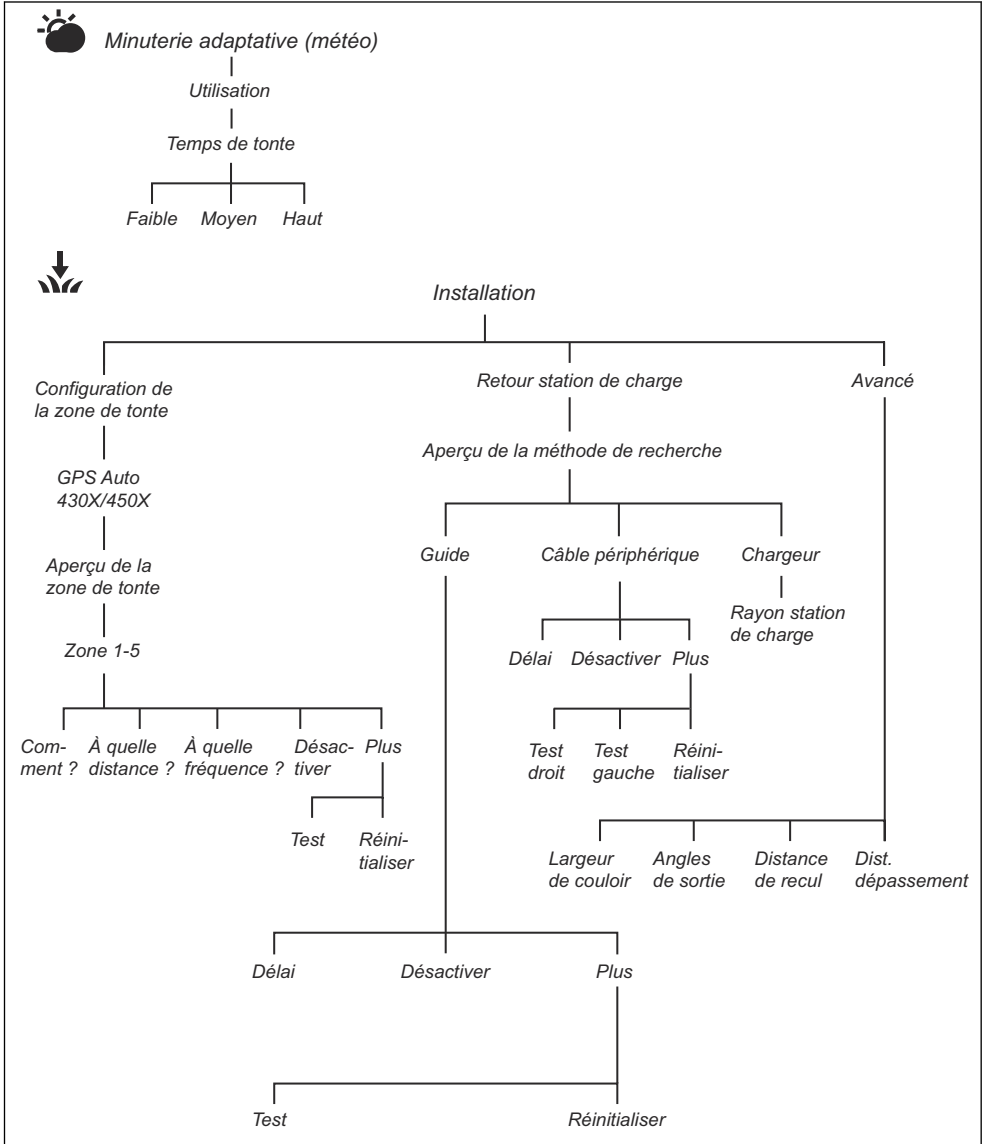 Minuterie adaptative (météo)
Utilisation
Temps de tonte
Faible Moyen Haut
Installation
Configuration de
la zone de tonte
Retour station de charge
Avancé
Aperçu de la méthode de recherche
GPS Auto
430X/450X
Guide
Câble périphérique
Chargeur
Aperçu de la
zone de tonte
Rayon station
de charge
Zone 1-5
Délai Désactiver Plus
Com-
ment ?
À quelle
distance ?
À quelle
fréquence ?
Désac-
tiver
Plus
Test
droit
Test
gauche
Réini-
tialiser
Test
Réini-
tialiser
Largeur
de couloir
Angles
de sortie
Distance
de recul
Dist.
dépassement
Délai Désactiver Plus
Test Réinitialiser